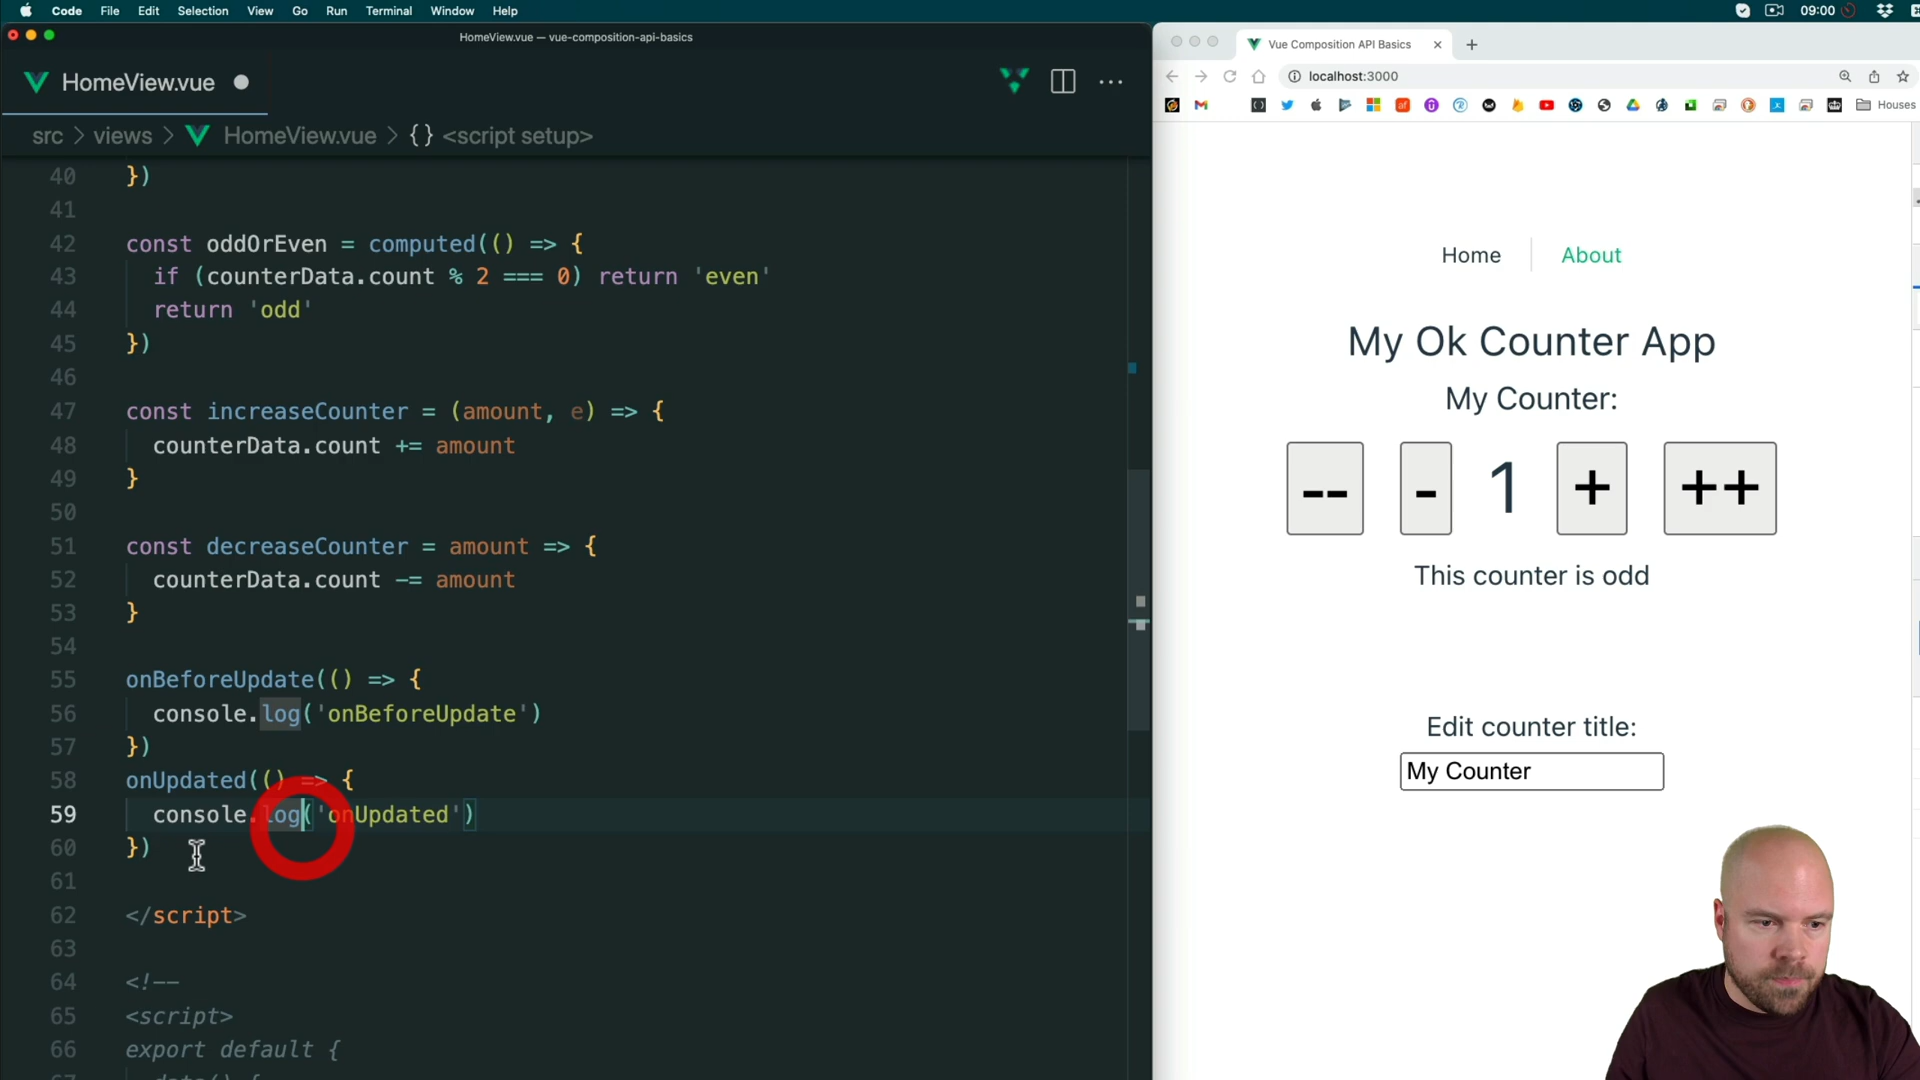 Code File Edit Selection View Go Run Terminal Window Help 09:00
HomeView.vue — vue-composition-api-basics
HomeView.vue
src > views > HomeView.vue > {} <script setup>
40 })
41
42 const oddOrEven = computed(() => {
43 if (counterData.count % 2 === 0) return 'even'
44 return 'odd'
45 })
46
47 const increaseCounter = (amount, e) => {
48 counterData.count += amount
49 }
50
51 const decreaseCounter = amount => {
52 counterData.count -= amount
53 }
54
55 onBeforeUpdate(() => {
56 console.log('onBeforeUpdate')
57 })
58 onUpdated(() => {
59 console.log('onUpdated')
60 })
61
62 </script>
63
64 <!--
65 <script>
66 export default {
Vue Composition API Basics
localhost:3000
Houses
Home About
My Ok Counter App
My Counter:
-- - 1 + ++
This counter is odd
Edit counter title:
My Counter